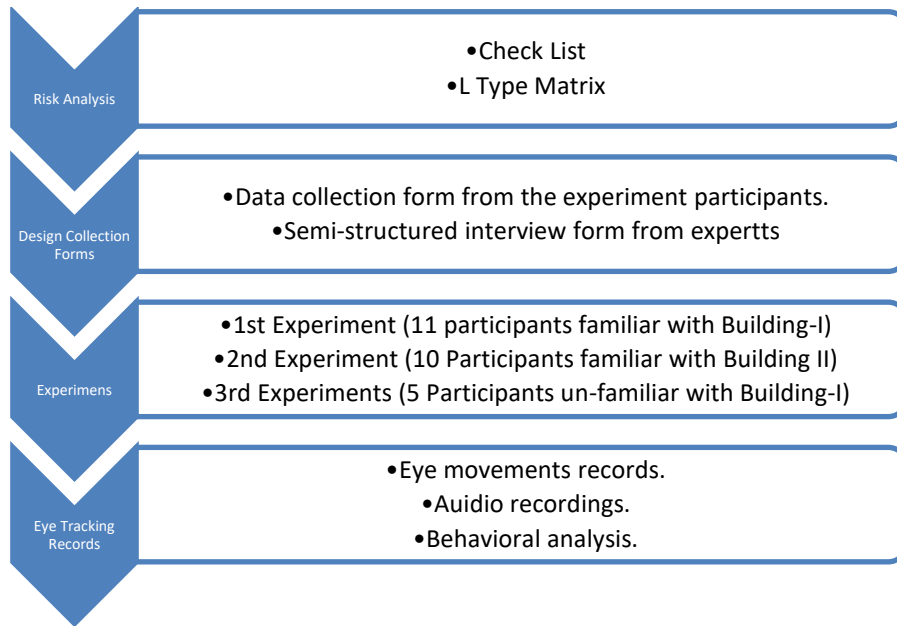 Risk Analysis
•Check List
•L Type Matrix
Design Collection
Forms
•Data collection form from the experiment participants.
•Semi-structured interview form from expertts
Experimens
•1st Experiment (11 participants familiar with Building-I)
•2nd Experiment (10 Participants familiar with Building II)
•3rd Experiments (5 Participants un-familiar with Building-I)
Eye Tracking
Records
•Eye movements records.
•Auidio recordings.
•Behavioral analysis.